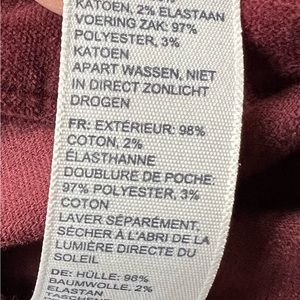 KATOEN, 2% ELASTAAN
VOERING ZAK: 97%
POLYESTER, 3%
KATOEN
APART WASSEN, NIET
IN DIRECT ZONLICHT
DROGEN
FR: EXTÉRIEUR: 98%
COTON, 2%
ÉLASTHANNE
DOUBLURE DE POCHE:
97% POLYESTER, 3%
COTON
LAVER SÉPARÉMENT,
SÉCHER À L'ABRI DE LA
LUMIÈRE DIRECTE DU
SOLEIL
DE: HÜLLE: 98%
BAUMWOLLE, 2%
ELASTAN